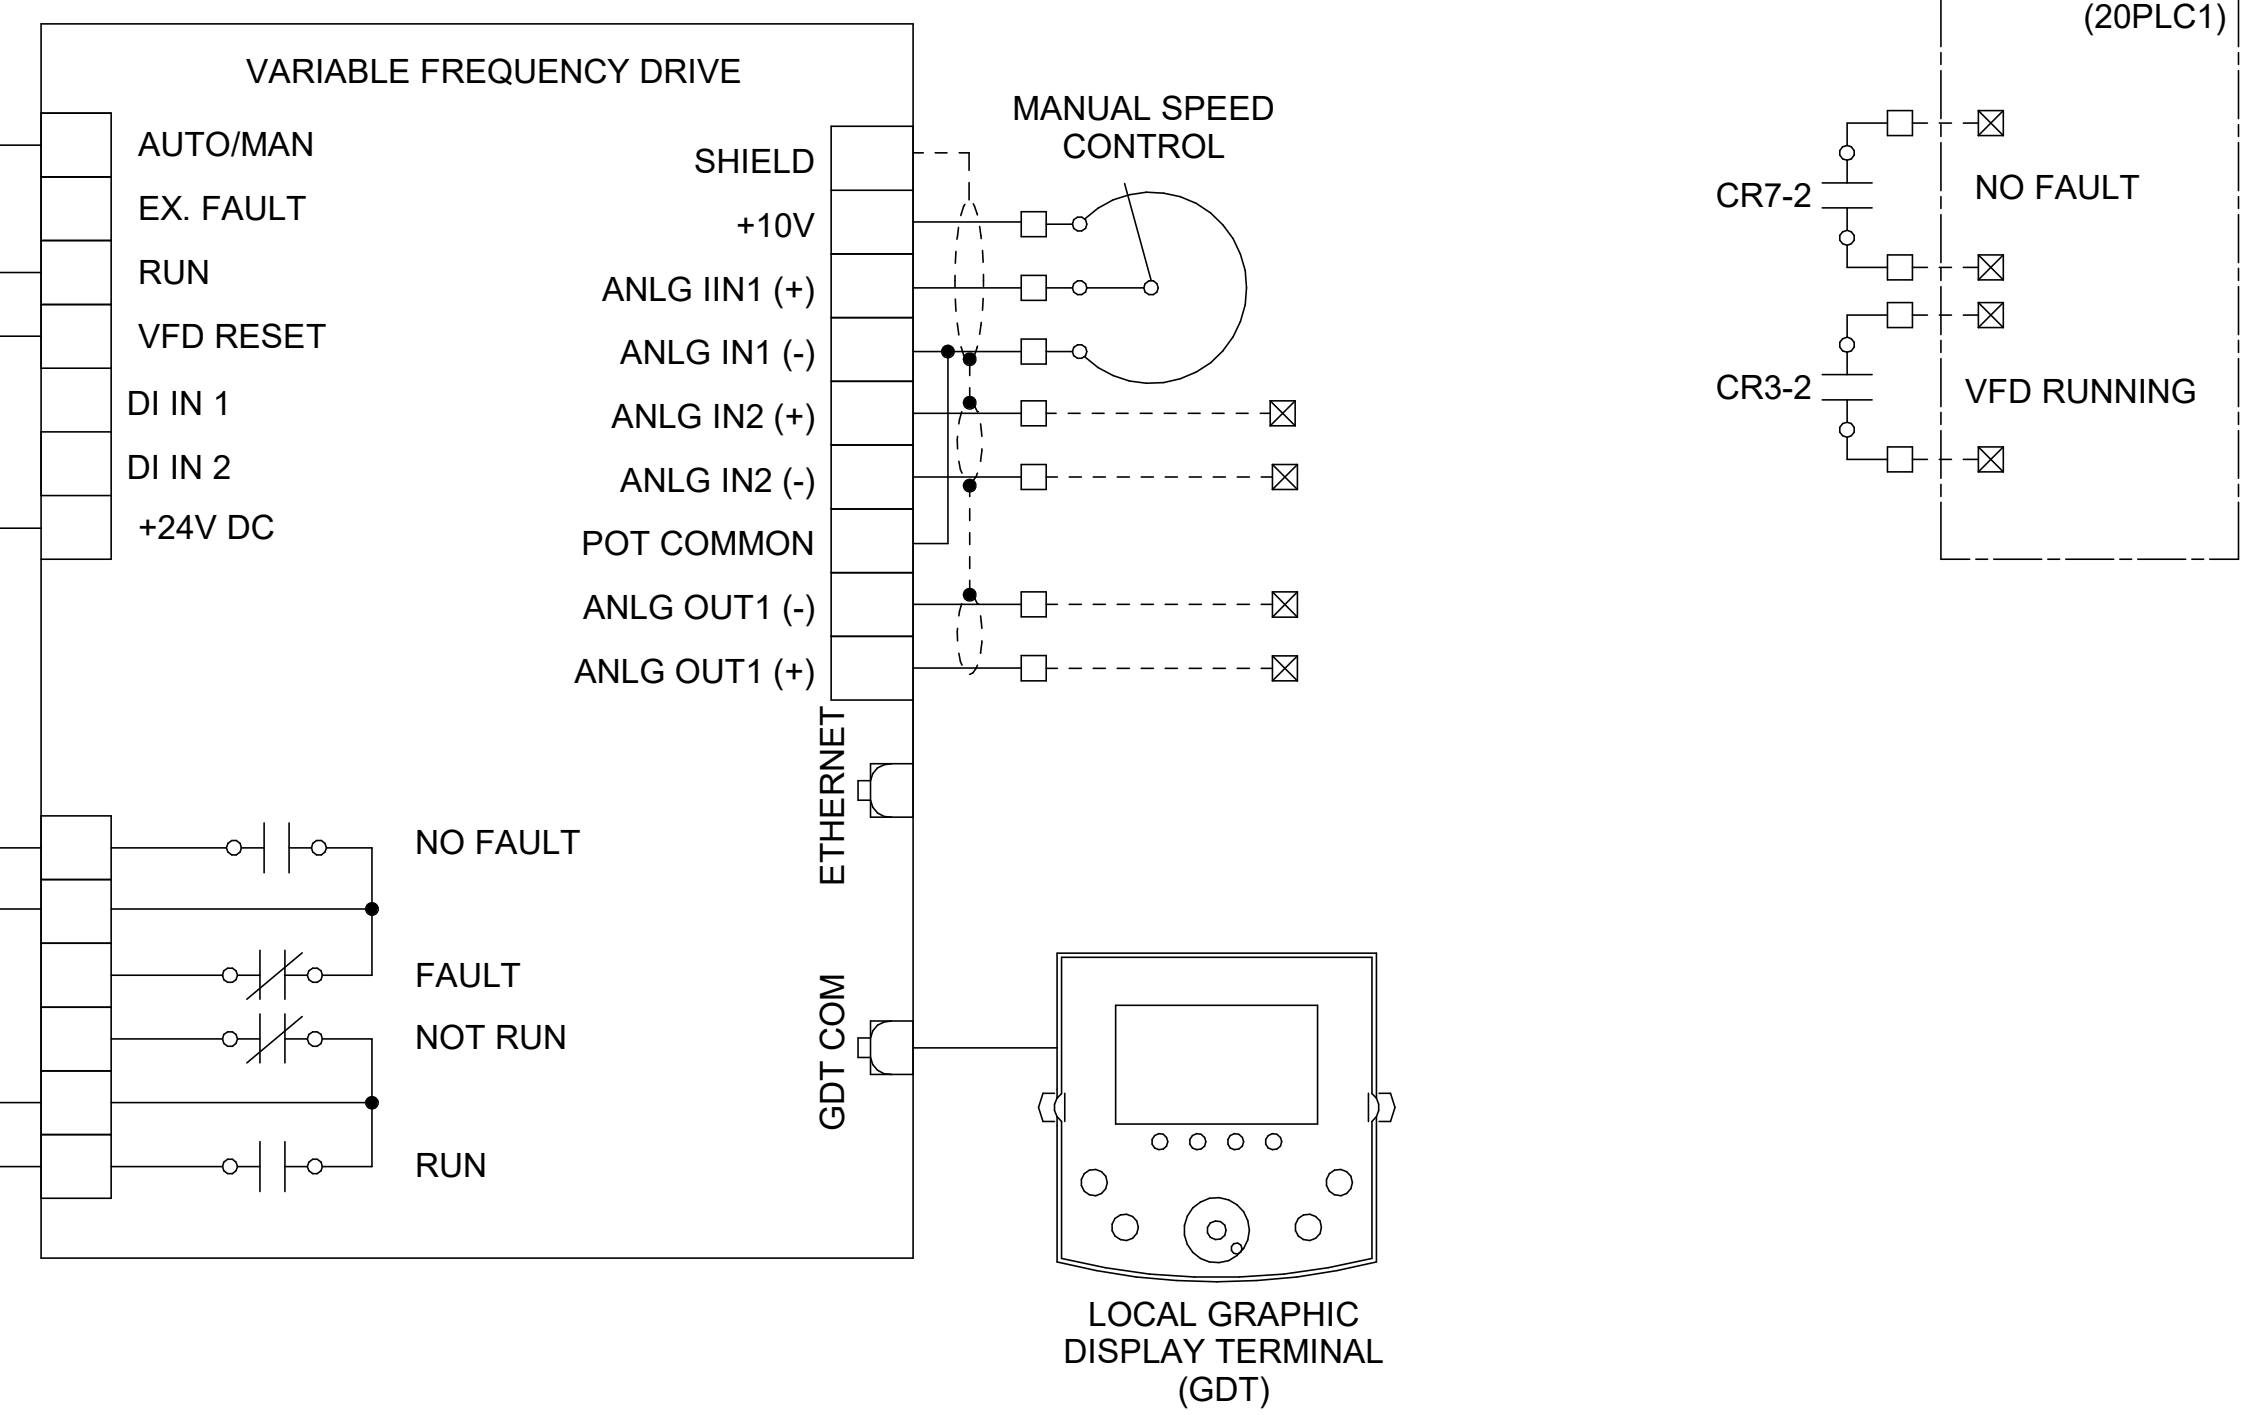 (20PLC1)
VARIABLE FREQUENCY DRIVE
AUTO/MAN
EX. FAULT
RUN
VFD RESET
DI IN 1
DI IN 2
+24V DC
SHIELD
+10V
ANLG IIN1 (+)
ANLG IN1 (-)
ANLG IN2 (+)
ANLG IN2 (-)
POT COMMON
ANLG OUT1 (-)
ANLG OUT1 (+)
MANUAL SPEED
CONTROL
CR7-2
NO FAULT
CR3-2
VFD RUNNING
ETHERNET
GDT COM
NO FAULT
FAULT
NOT RUN
RUN
LOCAL GRAPHIC
DISPLAY TERMINAL
(GDT)